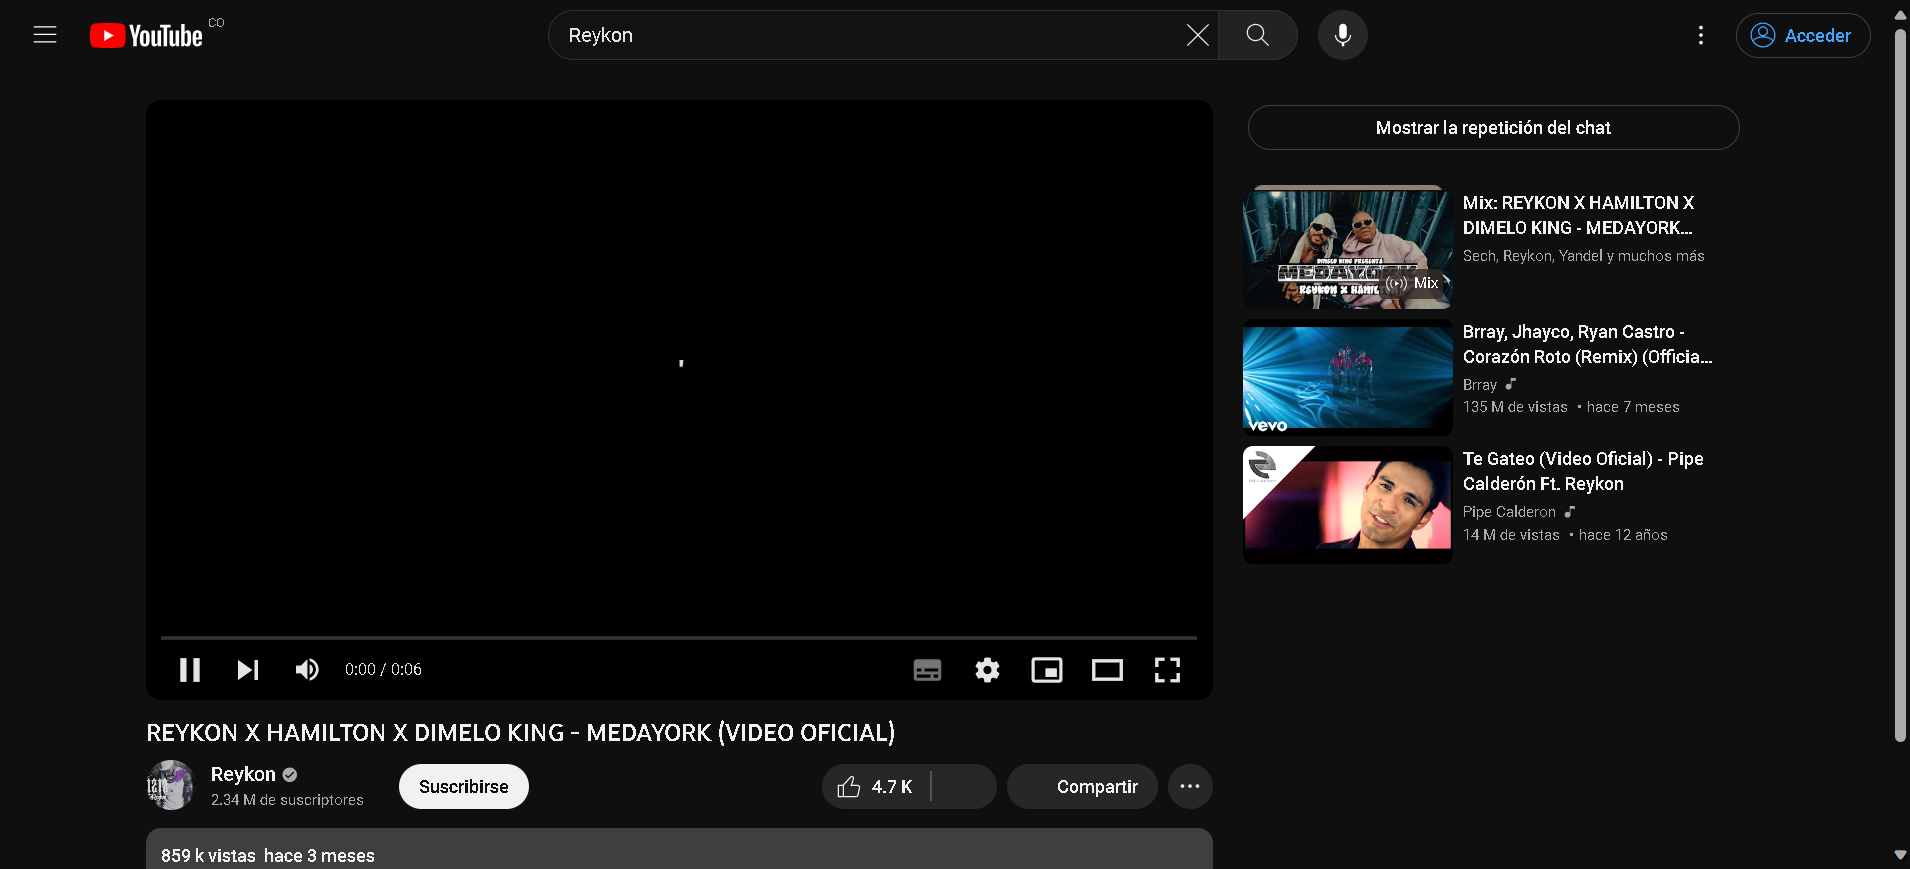 YouTube CO
Reykon
Acceder
Mostrar la repetición del chat
Mix: REYKON X HAMILTON X
DIMELO KING - MEDAYORK...
Sech, Reykon, Yandel y muchos más
DIMELO KING PRESENTA
MEDAYORK
REYKON X HAMIL
Mix
Brray, Jhayco, Ryan Castro -
Corazón Roto (Remix) (Officia...
Brray
135 M de vistas • hace 7 meses
vevo
Te Gateo (Video Oficial) - Pipe
Calderón Ft. Reykon
Pipe Calderon
14 M de vistas • hace 12 años
0:00 / 0:06
REYKON X HAMILTON X DIMELO KING - MEDAYORK (VIDEO OFICIAL)
Reykon
2.34 M de suscriptores
Suscribirse
4.7 K
Compartir
859 k vistas hace 3 meses